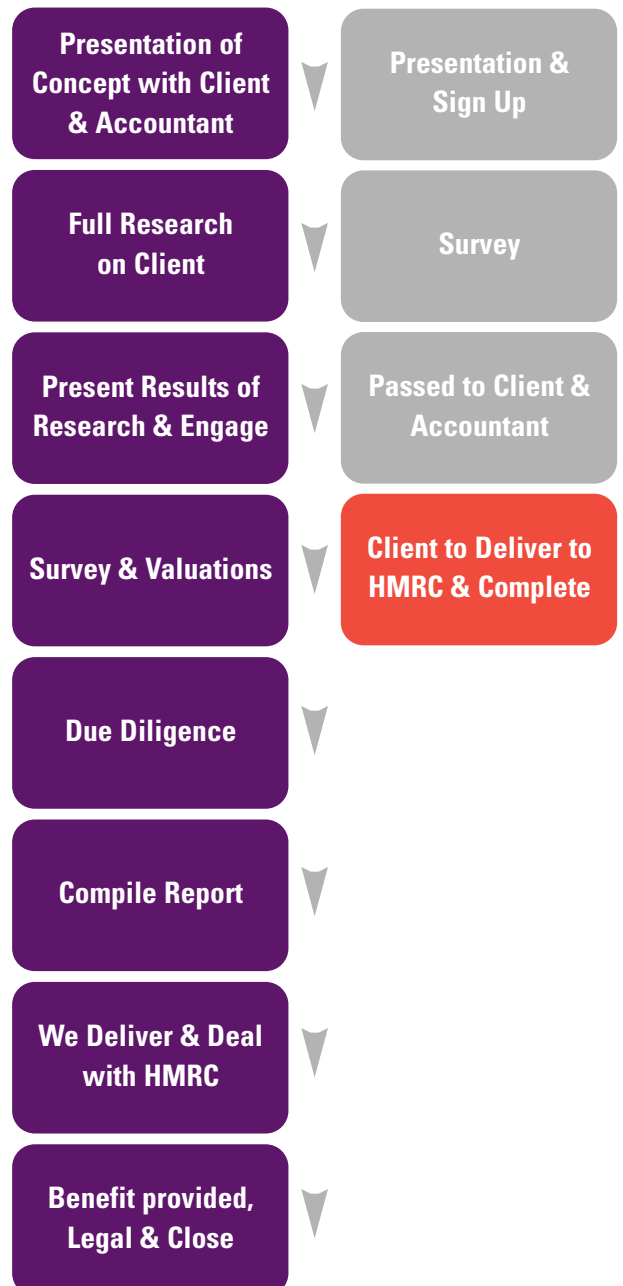 Presentation of
Concept with Client
& Accountant
Presentation &
Sign Up
Full Research
on Client
Survey
Present Results of
Research & Engage
Passed to Client &
Accountant
Survey & Valuations
Client to Deliver to
HMRC & Complete
Due Diligence
Compile Report
We Deliver & Deal
with HMRC
Benefit provided,
Legal & Close